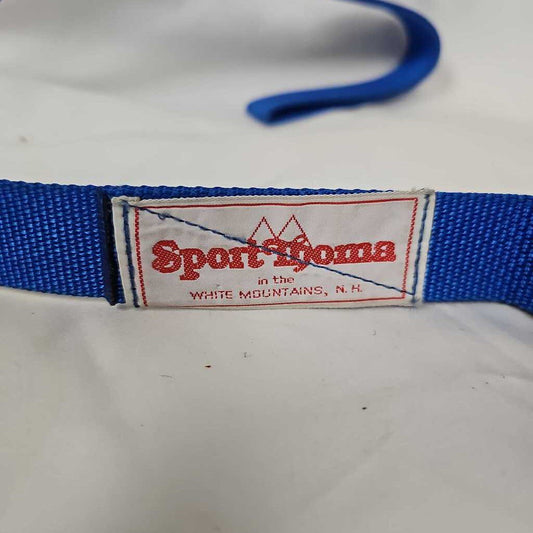 Sport Thoma
in the
WHITE MOUNTAINS, N.H.